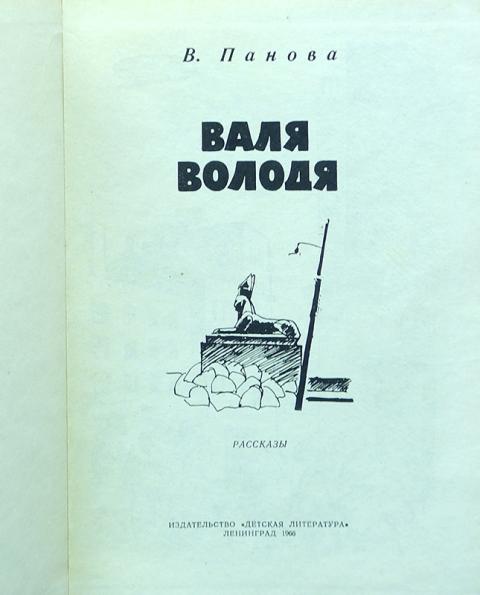 В. Панова
ВАЛЯ
ВОЛОДЯ
РАССКАЗЫ
ИЗДАТЕЛЬСТВО «ДЕТСКАЯ ЛИТЕРАТУРА»
ЛЕНИНГРАД 1966